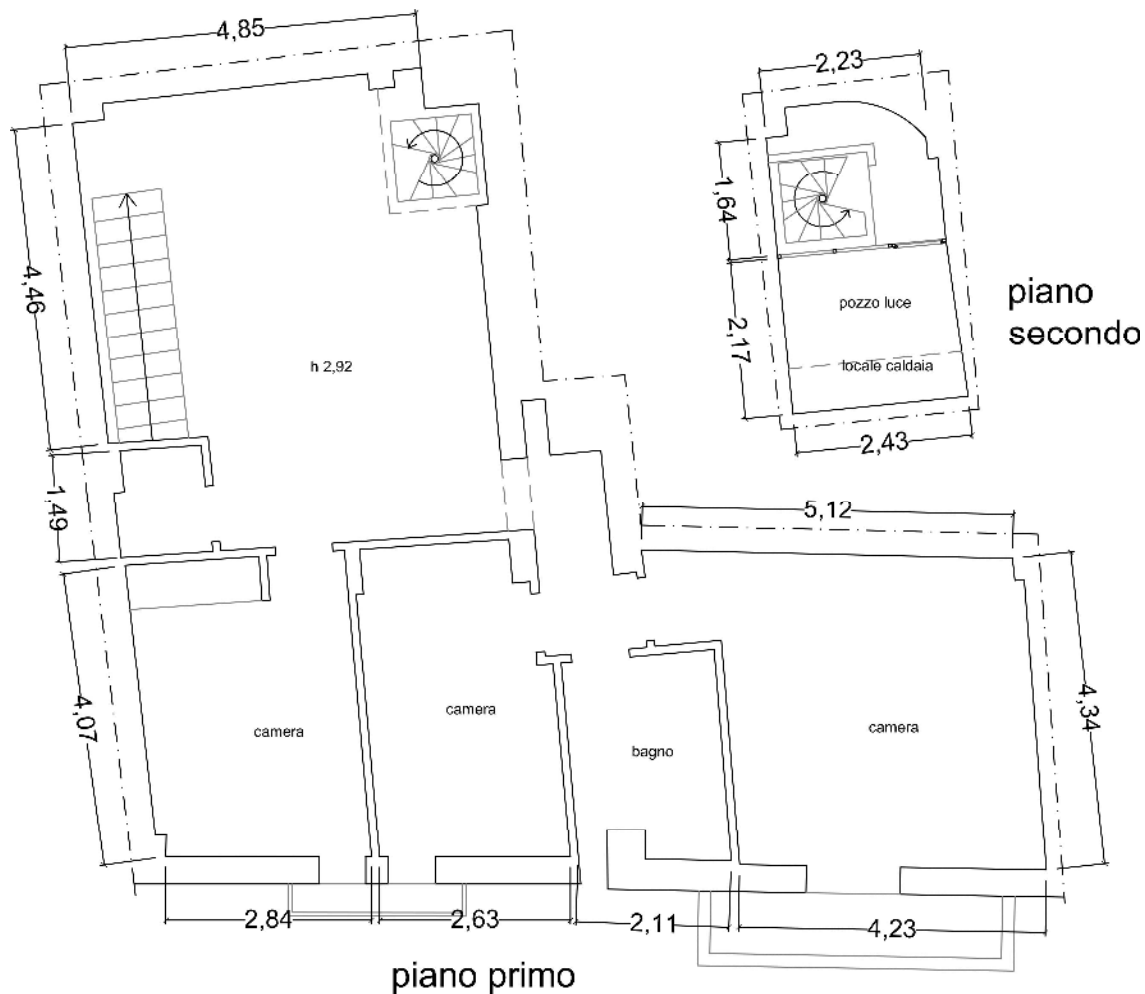 4,85
2,23
1,64
4,46
pozzo luce
piano
secondo
2,17
h 2,92
locale caldaia
2,43
1,49
5,12
4,07
4,34
camera
camera
bagno
camera
2,84
2,63
2,11
4,23
piano primo